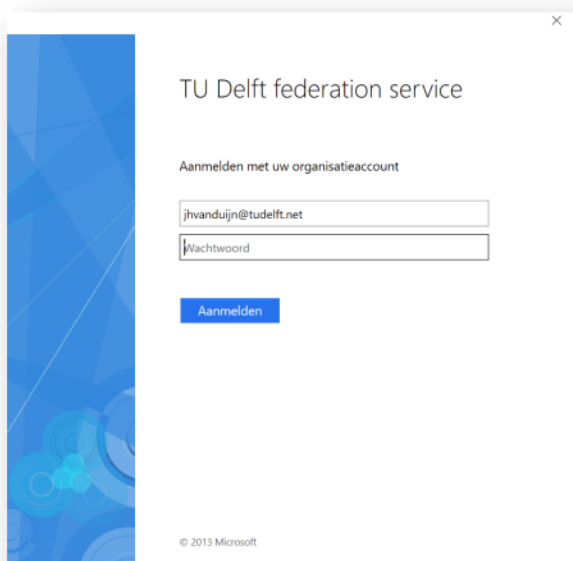 TU Delft federation service
Aanmelden met uw organisatieaccount
jhvanduijn@tudelft.net
Wachtwoord
Aanmelden
© 2013 Microsoft